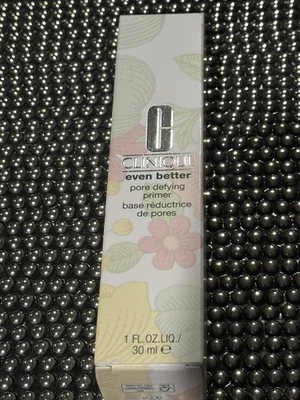 C
CLINIQUE
even better
pore defying
primer
base réductrice
de pores
1 FL.OZ.LIQ./
30 ml e